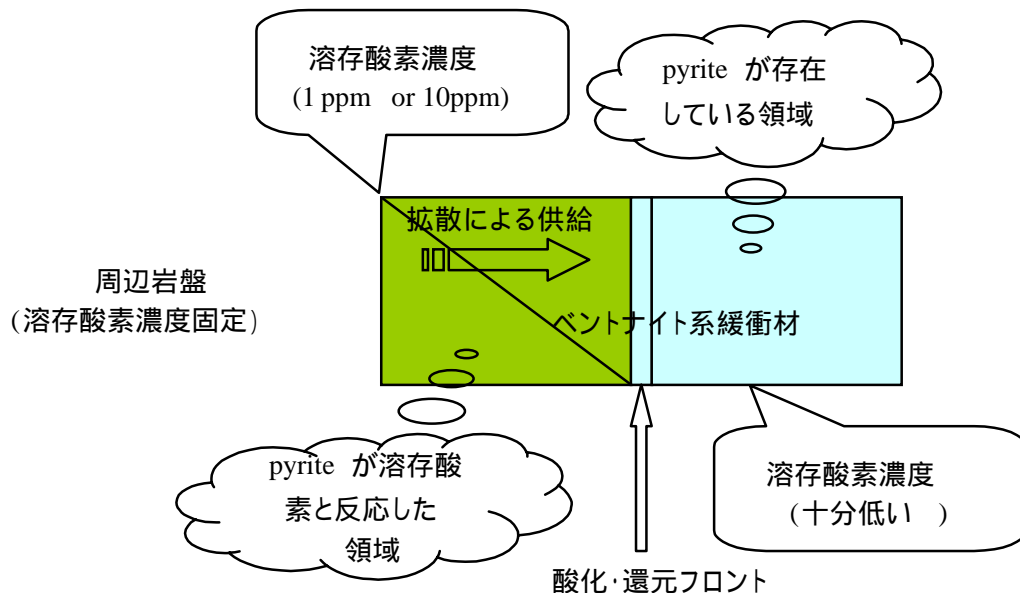 溶存酸素濃度
(1 ppm or 10ppm)
pyrite が存在
している領域
拡散による供給
周辺岩盤
(溶存酸素濃度固定)
ベントナイト系緩衝材
pyrite が溶存酸
素と反応した
領域
溶存酸素濃度
(十分低い )
酸化・還元フロント